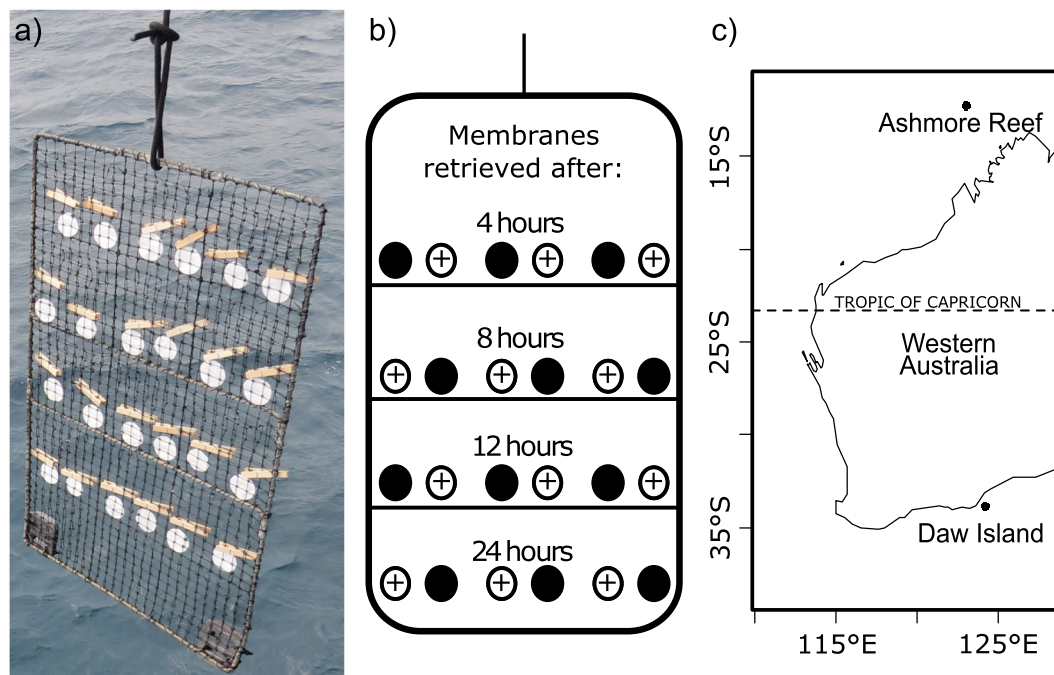 a)
b)
Membranes
retrieved after:
4 hours
8 hours
12 hours
24 hours
c)
Ashmore Reef
15°S
TROPIC OF CAPRICORN
25°S
Western
Australia
35°S
Daw Island
115°E
125°E